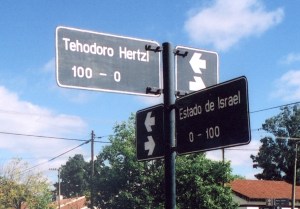 Tehodoro Hertzl
100 - 0
Estado de Israel
0 - 100